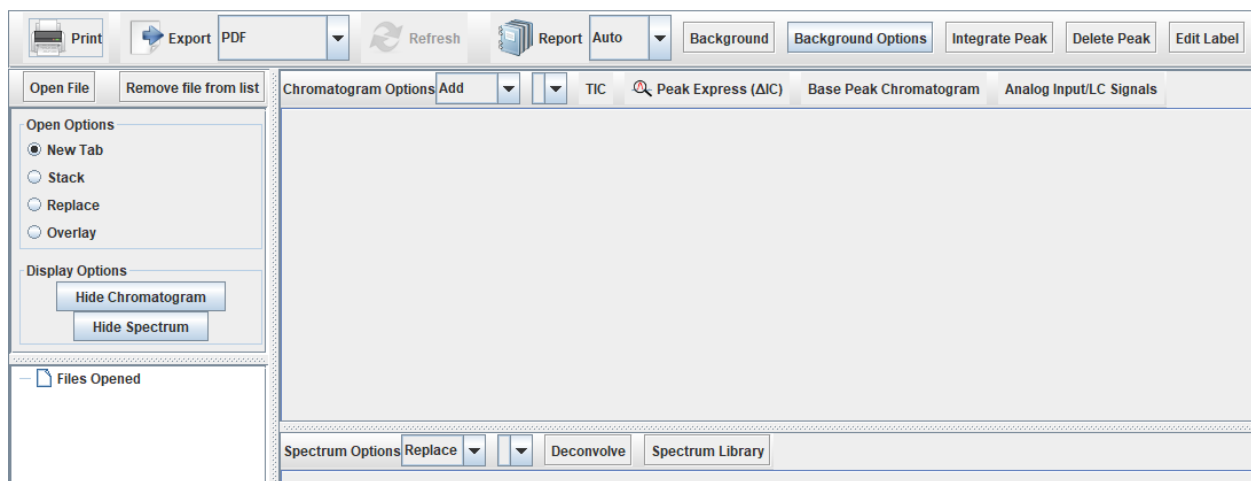 Print Export PDF Refresh Report Auto Background Background Options Integrate Peak Delete Peak Edit Label
Open File Remove file from list
Chromatogram Options Add TIC Peak Express (ΔIC) Base Peak Chromatogram Analog Input/LC Signals
Open Options
New Tab
Stack
Replace
Overlay
Display Options
Hide Chromatogram
Hide Spectrum
Files Opened
Spectrum Options Replace Deconvolve Spectrum Library